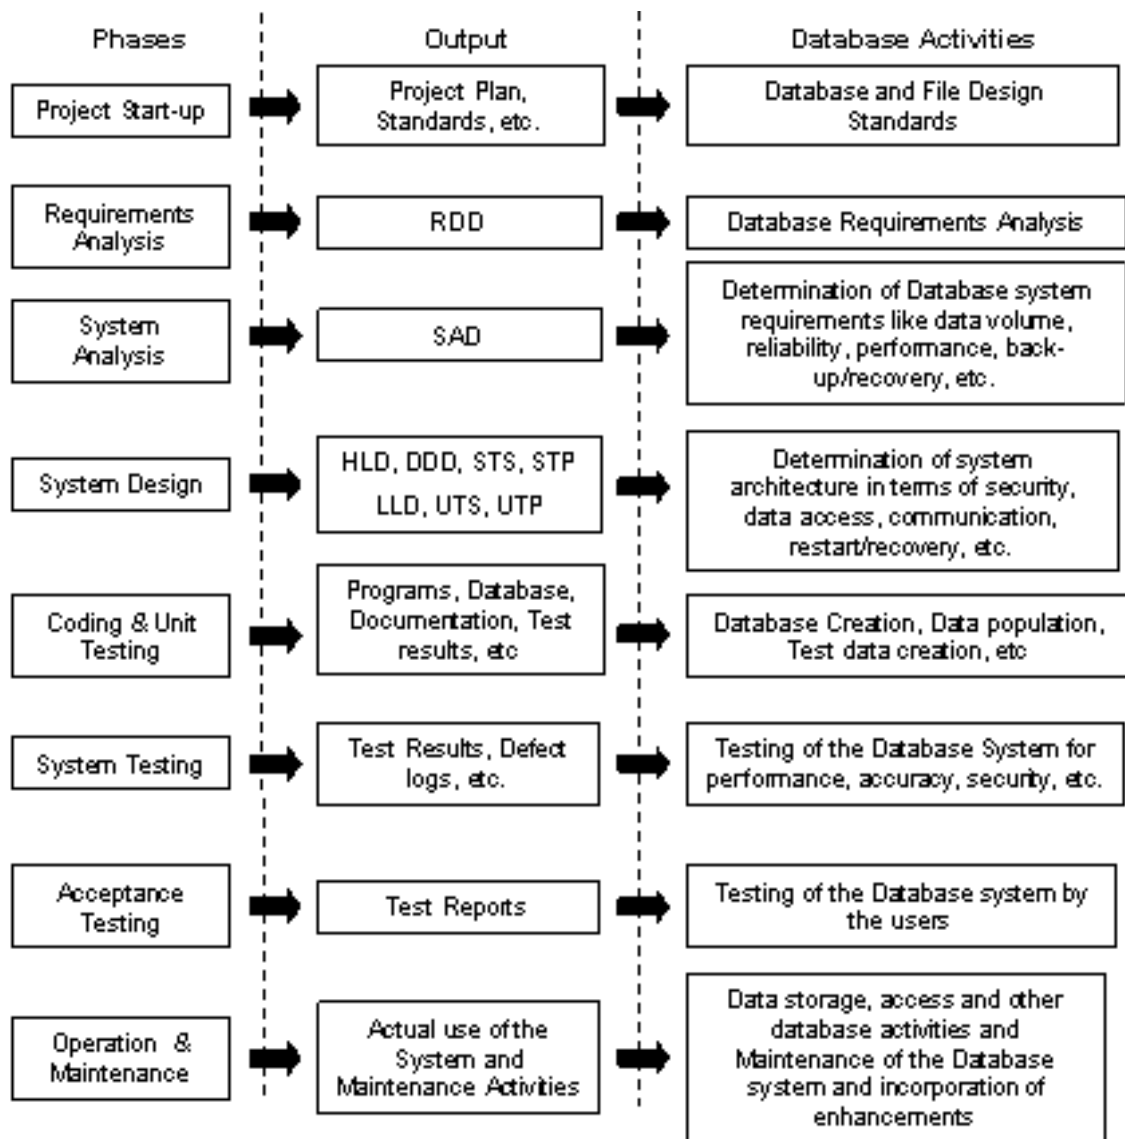 Phases
Output
Database Activities
Project Start-up
Project Plan,
Standards, etc.
Database and File Design
Standards
Requirements
Analysis
RDD
Database Requirements Analysis
System
Analysis
SAD
Determination of Database system
requirements like data volume,
reliability, performance, back-
up/recovery, etc.
System Design
HLD, DDD, STS, STP
LLD, UTS, UTP
Determination of system
architecture in terms of security,
data access, communication,
restart/recovery, etc.
Coding & Unit
Testing
Programs, Database,
Documentation, Test
results, etc
Database Creation, Data population,
Test data creation, etc
System Testing
Test Results, Defect
logs, etc.
Testing of the Database System for
performance, accuracy, security, etc.
Acceptance
Testing
Test Reports
Testing of the Database system by
the users
Operation &
Maintenance
Actual use of the
System and
Maintenance Activities
Data storage, access and other
database activities and
Maintenance of the Database
system and incorporation of
enhancements